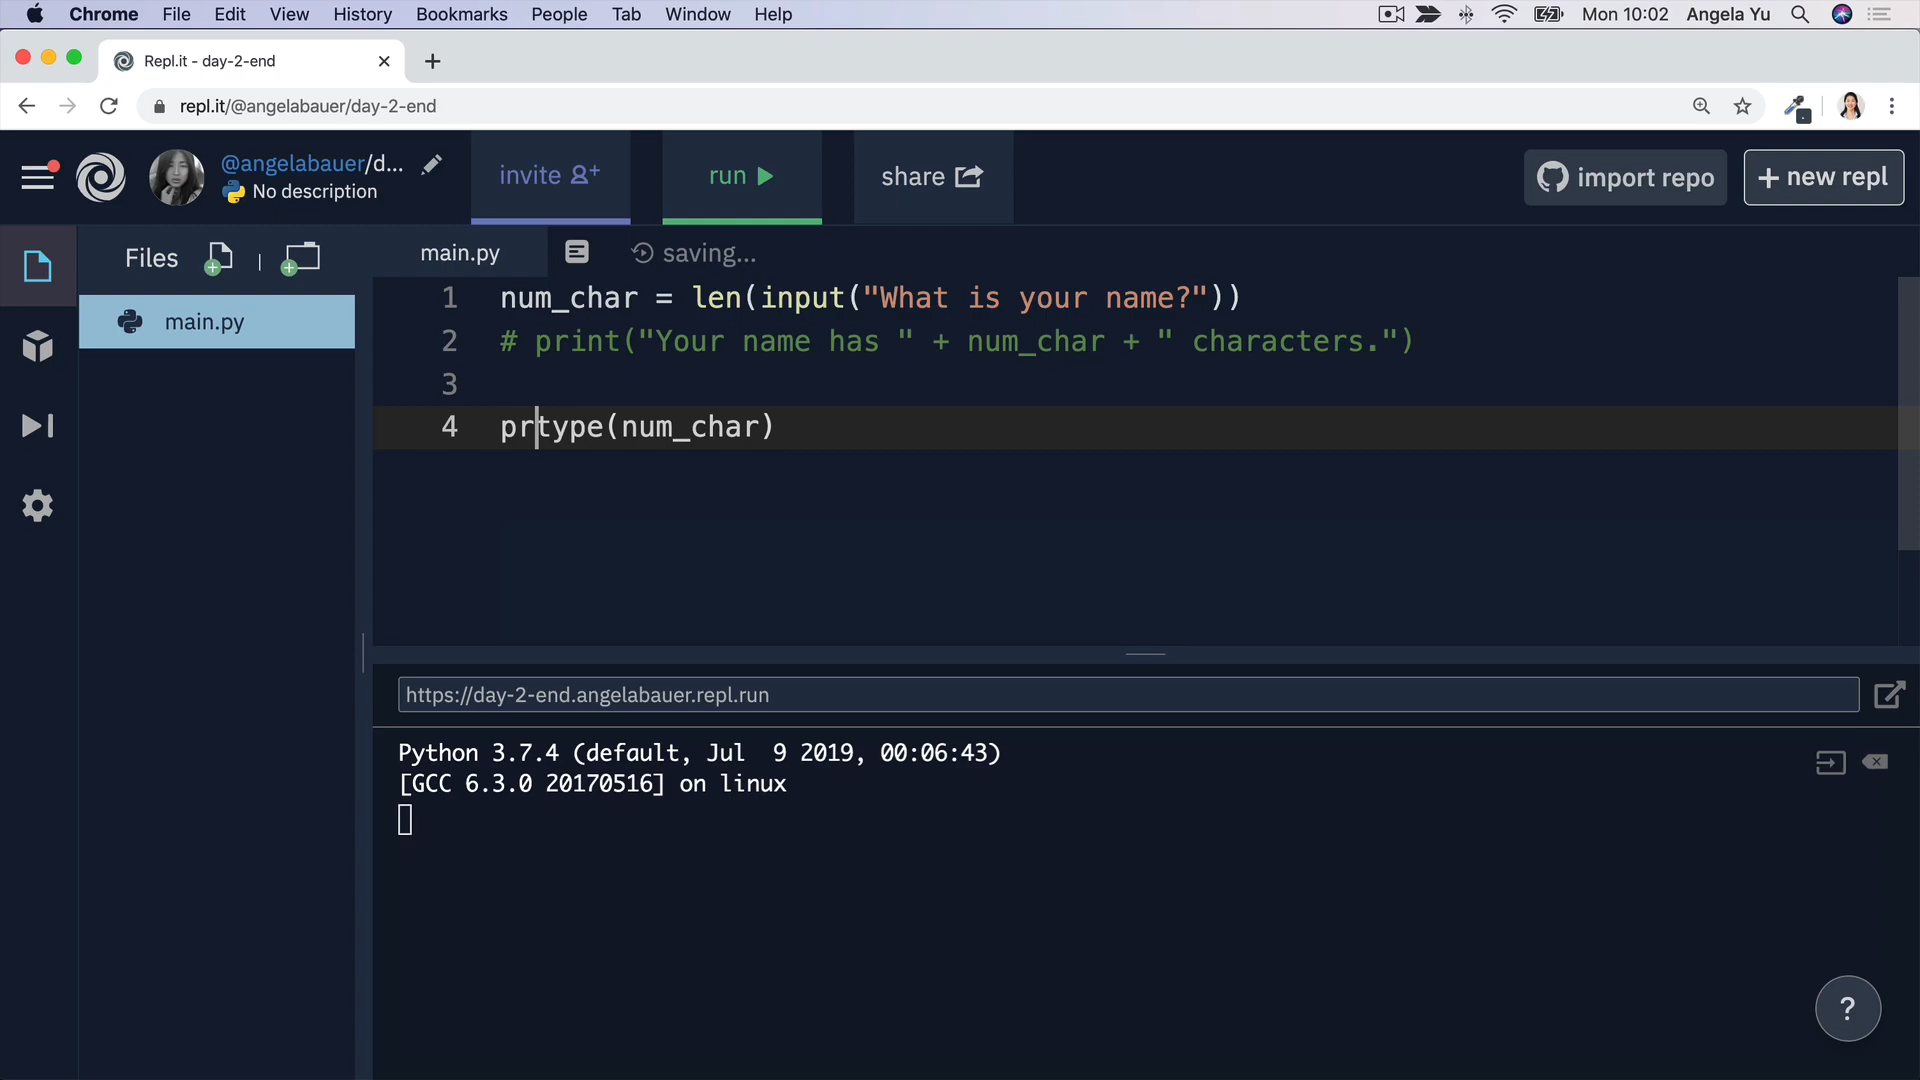 Chrome File Edit View History Bookmarks People Tab Window Help Mon 10:02 Angela Yu
Repl.it - day-2-end
repl.it/@angelabauer/day-2-end
@angelabauer/d...
No description
invite
run
share
import repo
+ new repl
Files
main.py
main.py
saving...
1 num_char = len(input("What is your name?"))
2 # print("Your name has " + num_char + " characters.")
3
4 prtype(num_char)
https://day-2-end.angelabauer.repl.run
Python 3.7.4 (default, Jul  9 2019, 00:06:43)
[GCC 6.3.0 20170516] on linux
?